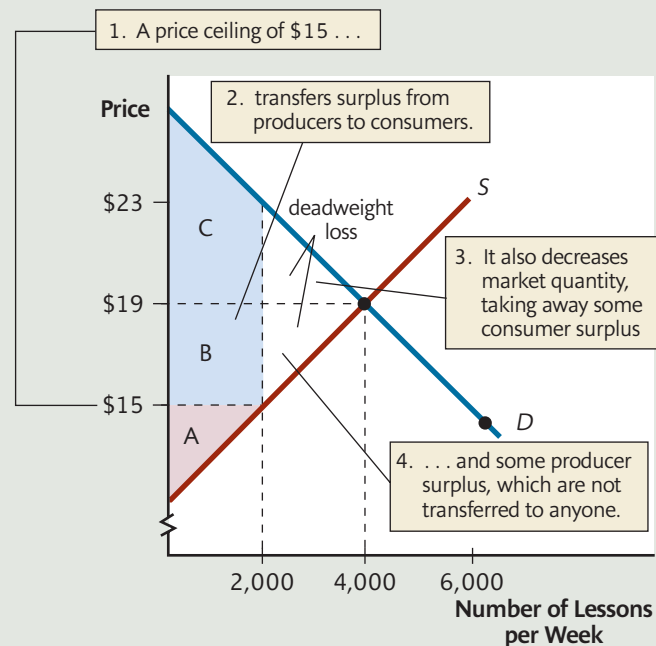 1. A price ceiling of $15 . . .
Price
2. transfers surplus from
producers to consumers.
$23
S
deadweight
loss
C
3. It also decreases
market quantity,
taking away some
consumer surplus
$19
B
$15
A
D
4. . . . and some producer
surplus, which are not
transferred to anyone.
2,000 4,000 6,000
Number of Lessons
per Week